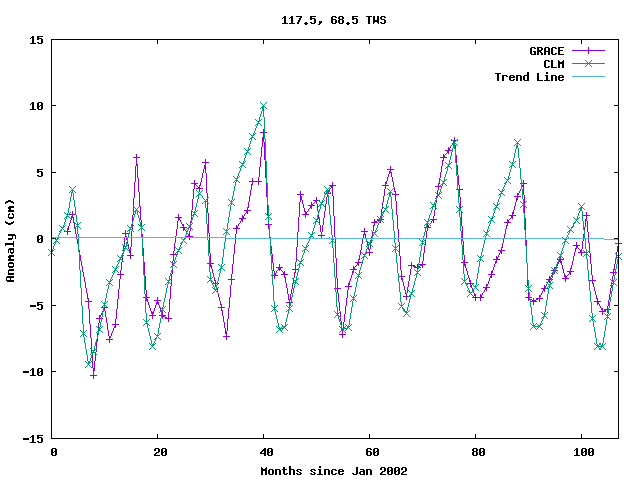 117.5, 68.5 TWS
GRACE
CLM
Trend Line
Anomaly (cm)
15
10
5
0
-5
-10
-15
0 20 40 60 80 100
Months since Jan 2002